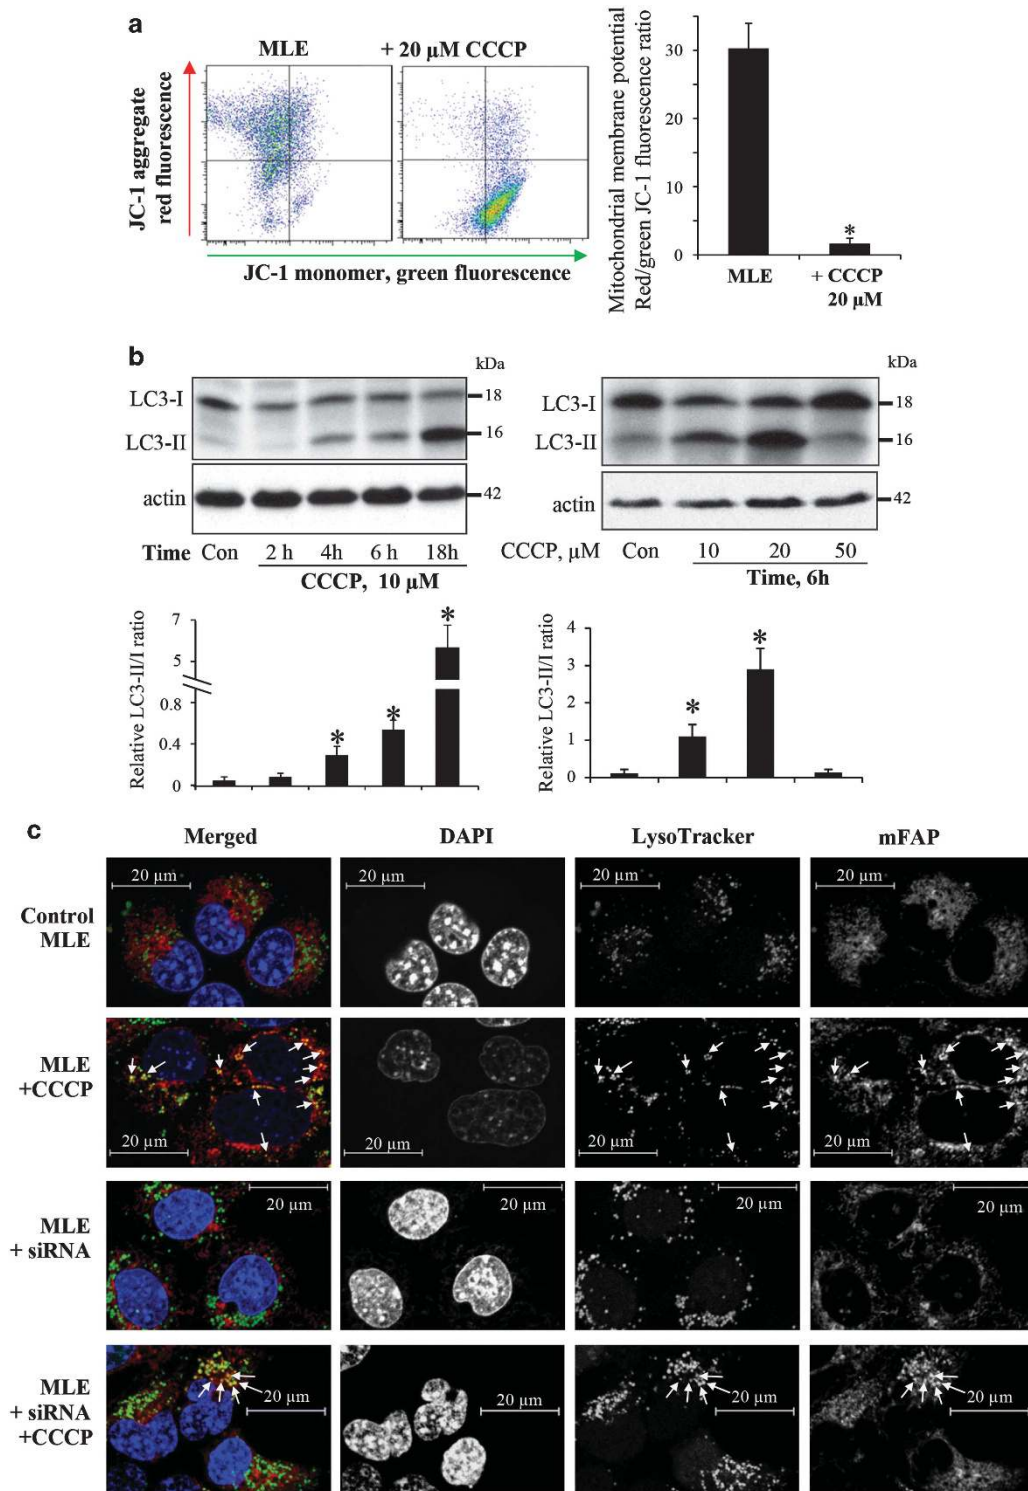 a
MLE
+ 20 µM CCCP
JC-1 aggregate
red fluorescence
JC-1 monomer, green fluorescence
Mitochondrial membrane potential
Red/green JC-1 fluorescence ratio
30
20
10
0
MLE
*
+ CCCP
20 µM
b
kDa
LC3-I
18
LC3-II
16
actin
42
Time Con 2 h 4h 6 h 18h
CCCP, 10 µM
kDa
LC3-I
18
LC3-II
16
actin
42
CCCP, µM Con 10 20 50
Time, 6h
Relative LC3-II/I ratio
7
5
0.8
0.4
0
* * *
Relative LC3-II/I ratio
4
3
2
1
0
* *
c
Merged DAPI LysoTracker mFAP
Control
MLE
20 µm 20 µm 20 µm 20 µm
MLE
+CCCP
20 µm 20 µm 20 µm 20 µm
MLE
+ siRNA
20 µm 20 µm 20 µm 20 µm
MLE
+ siRNA
+CCCP
20 µm 20 µm 20 µm 20 µm